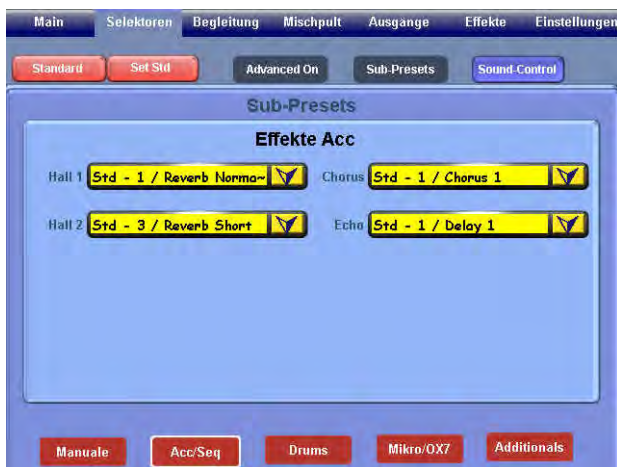 Main Selektoren Begleitung Mischpult Ausgange Effekte Einstellungen
Standard Set Std Advanced On Sub-Presets Sound-Control
Sub-Presets
Effekte Acc
Hall 1 Std - 1 / Reverb Norma~ Chorus Std - 1 / Chorus 1
Hall 2 Std - 3 / Reverb Short Echo Std - 1 / Delay 1
Manuale Acc/Seq Drums Mikro/OX7 Additionals